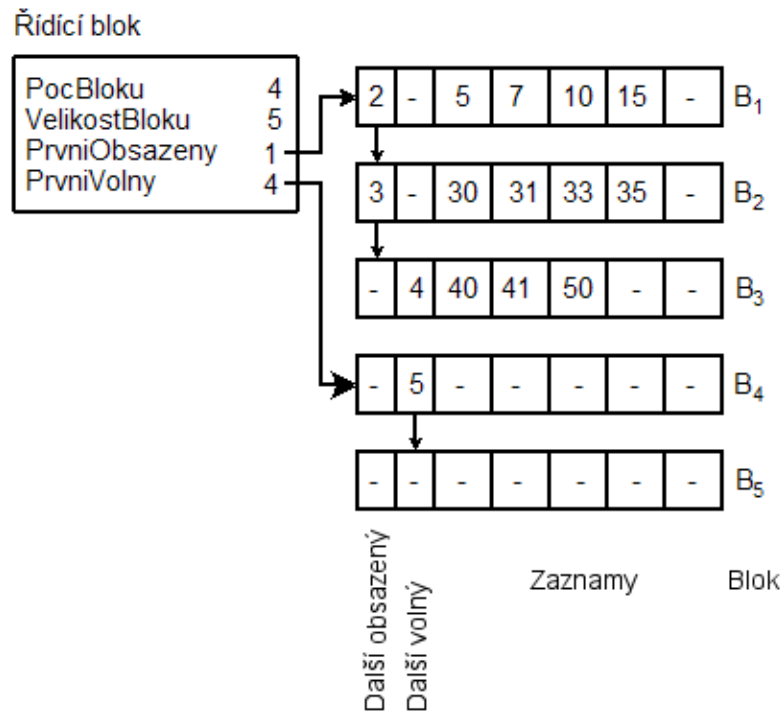 Řídící blok
PocBloku 4
VelikostBloku 5
PrvniObsazeny 1
PrvniVolny 4
2 - 5 7 10 15 - B1
3 - 30 31 33 35 - B2
- 4 40 41 50 - - B3
- 5 - - - - - B4
- - - - - - - B5
Další obsazený
Další volný
Zaznamy
Blok